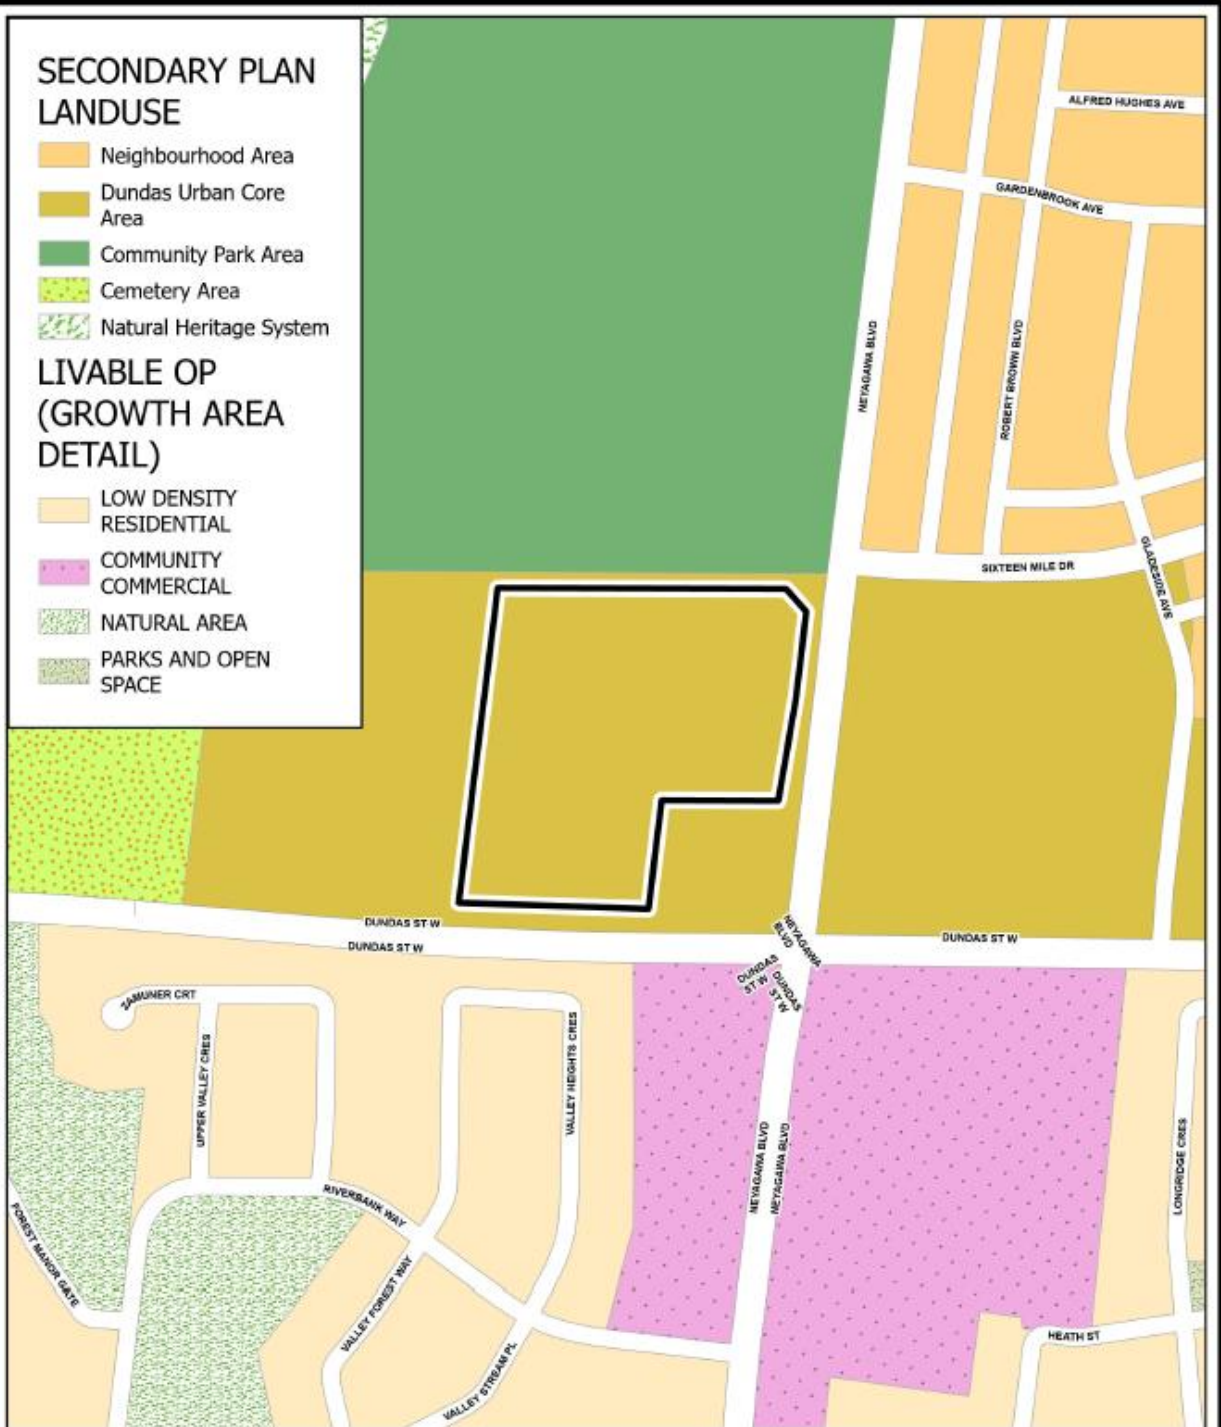 SECONDARY PLAN
LANDUSE
Neighbourhood Area
Dundas Urban Core
Area
Community Park Area
Cemetery Area
Natural Heritage System
LIVABLE OP
(GROWTH AREA
DETAIL)
LOW DENSITY
RESIDENTIAL
COMMUNITY
COMMERCIAL
NATURAL AREA
PARKS AND OPEN
SPACE
ALFRED HUGHES AVE
GARDENBROOK AVE
NEYAGAWA BLVD
ROBERT BROWN BLVD
SIXTEEN MILE DR
GLADESIDE AVE
DUNDAS ST W
DUNDAS ST W
NEYAGAWA
BLVD
DUNDAS ST W
DUNDAS
ST W
DUNDAS
ST W
ZAMUNER CRT
UPPER VALLEY CRES
VALLEY HEIGHTS CRES
NEYAGAWA BLVD
NEYAGAWA BLVD
LONGRIDGE CRES
RIVERBANK WAY
FOREST MANOR GATE
VALLEY FOREST WAY
VALLEY STREAM PL
HEATH ST